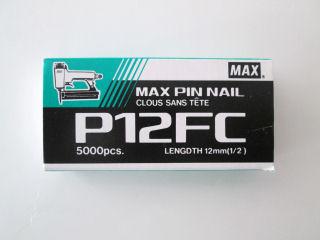 MAX
MAX PIN NAIL
CLOUS SANS TÊTE
P12FC
5000pcs.
LENGDTH 12mm(1/2)